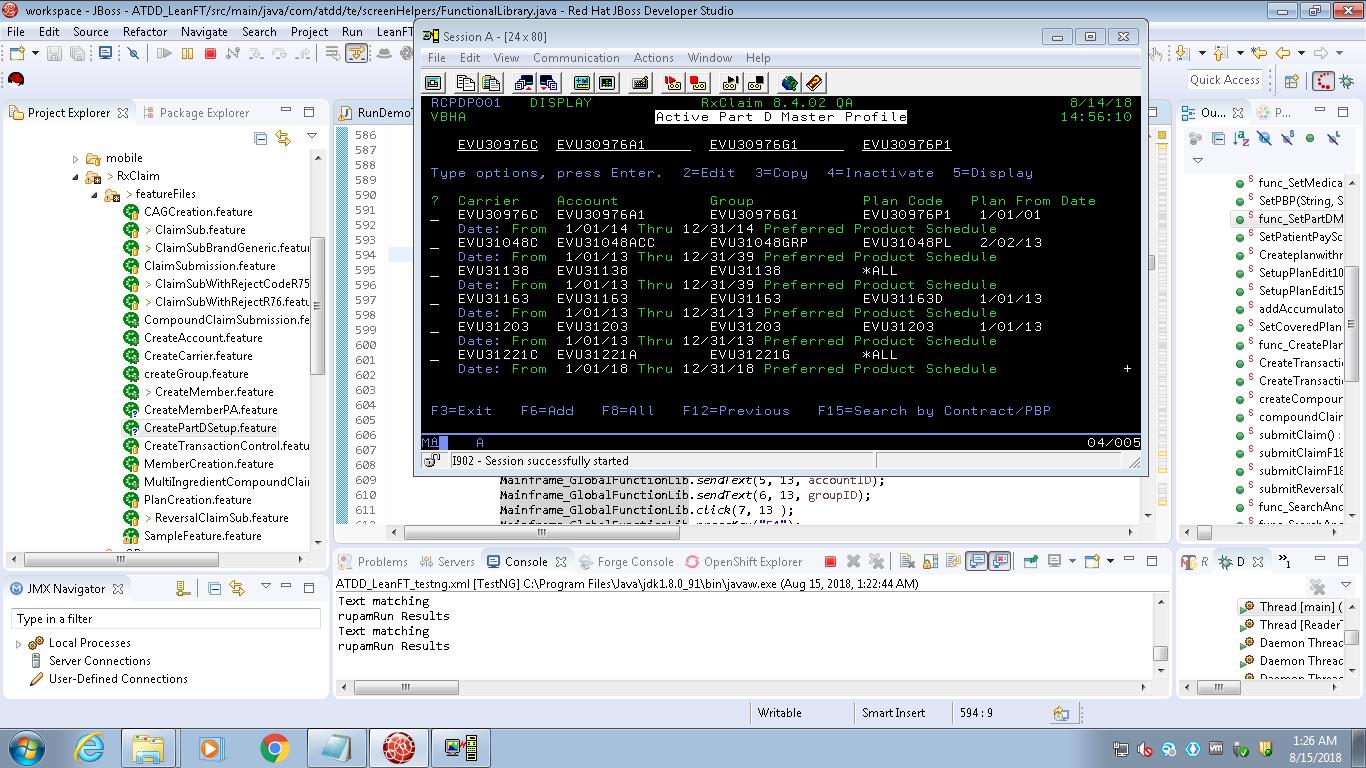 workspace - JBoss - ATDD_LeanFT/src/main/java/com/atdd/te/screenHelpers/FunctionalLibrary.java - Red Hat JBoss Developer Studio
File Edit Source Refactor Navigate Search Project Run LeanFT
Quick Access
Project Explorer
Package Explorer
mobile
> RxClaim
> featureFiles
CAGCreation.feature
> ClaimSub.feature
> ClaimSubBrandGeneric.featur
ClaimSubmission.feature
> ClaimSubWithRejectCodeR75
> ClaimSubWithRejectR76.featu
CompoundClaimSubmission.fe
CreateAccount.feature
CreateCarrier.feature
createGroup.feature
> CreateMember.feature
CreateMemberPA.feature
CreatePartDSetup.feature
CreateTransactionControl.featur
MemberCreation.feature
MultiIngredientCompoundClai
PlanCreation.feature
> ReversalClaimSub.feature
SampleFeature.feature
JMX Navigator
Type in a filter
Local Processes
Server Connections
User-Defined Connections
RunDemoT
586
587
588
589
590
591
592
593
594
595
596
597
598
599
600
601
602
603
604
605
606
607
608
609
610
611
Session A - [24 x 80]
File Edit View Communication Actions Window Help
RCPDP001 DISPLAY RxClaim 8.4.02 QA 8/14/18
VBHA Active Part D Master Profile 14:56:10
EVU30976C EVU30976A1 EVU30976G1 EVU30976P1
Type options, press Enter. 2=Edit 3=Copy 4=Inactivate 5=Display
? Carrier Account Group Plan Code Plan From Date
_ EVU30976C EVU30976A1 EVU30976G1 EVU30976P1 1/01/01
Date: From 1/01/14 Thru 12/31/14 Preferred Product Schedule
_ EVU31048C EVU31048ACC EVU31048GRP EVU31048PL 2/02/13
Date: From 1/01/13 Thru 12/31/39 Preferred Product Schedule
_ EVU31138 EVU31138 EVU31138 *ALL
Date: From 1/01/13 Thru 12/31/39 Preferred Product Schedule
_ EVU31163 EVU31163 EVU31163 EVU31163D 1/01/13
Date: From 1/01/13 Thru 12/31/13 Preferred Product Schedule
_ EVU31203 EVU31203 EVU31203 EVU31203 1/01/13
Date: From 1/01/13 Thru 12/31/13 Preferred Product Schedule
_ EVU31221C EVU31221A EVU31221G *ALL
Date: From 1/01/18 Thru 12/31/18 Preferred Product Schedule +
F3=Exit F6=Add F8=All F12=Previous F15=Search by Contract/PBP
MA A 04/005
I902 - Session successfully started
Mainframe_GlobalFunctionLib.sendText(5, 13, accountID);
Mainframe_GlobalFunctionLib.sendText(6, 13, groupID);
Mainframe_GlobalFunctionLib.click(7, 13 );
Problems Servers Console Forge Console OpenShift Explorer
ATDD_LeanFT_testng.xml [TestNG] C:\Program Files\Java\jdk1.8.0_91\bin\javaw.exe (Aug 15, 2018, 1:22:44 AM)
Text matching
rupamRun Results
Text matching
rupamRun Results
Ou...
P...
func_SetMedica
SetPBP(String, S
func_SetPartDM
SetPatientPaySc
Createplanwithr
SetupPlanEdit10
SetupPlanEdit15
addAccumulato
SetCoveredPlan
func_CreatePlan
CreateTransacti
CreateTransacti
createCompoun
compoundClain
submitClaim() :
submitClaimF18
submitClaimF18
submitReversalC
func_SearchAnd
R D
Thread [main] (
Thread [Reader
Daemon Thread
Daemon Thread
Writable Smart Insert 594 : 9
1:26 AM
8/15/2018